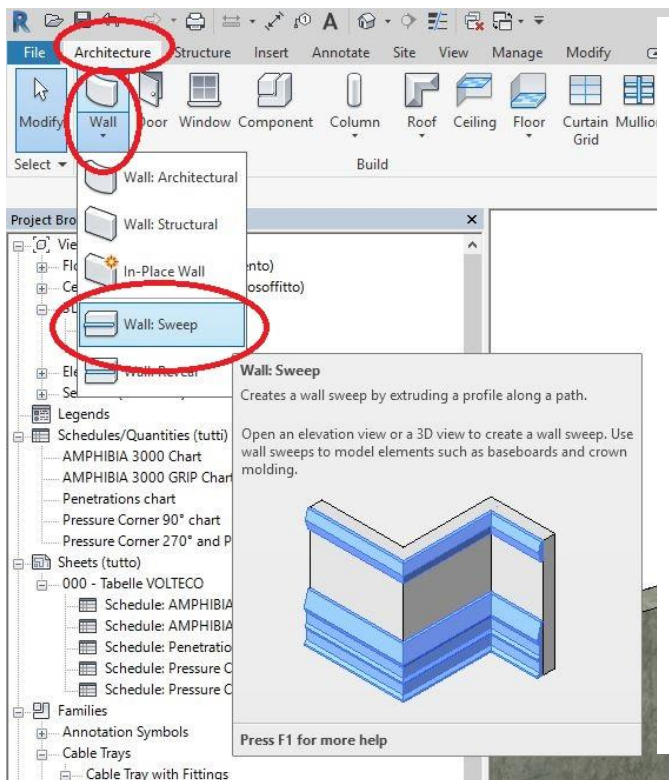 R
A
File Architecture Structure Insert Annotate Site View Manage Modify
Modify Wall Door Window Component Column Roof Ceiling Floor Curtain Grid
Select Build
Wall: Architectural
Wall: Structural
In-Place Wall
Wall: Sweep
Wall: Reveal
Project
ento)
osoffitto)
Legends
Schedules/Quantities (tutti)
AMPHIBIA 3000 Chart
AMPHIBIA 3000 GRIP Chart
Penetrations chart
Pressure Corner 90° chart
Pressure Corner 270° and P
Sheets (tutto)
000 - Tabelle VOLTECO
Schedule: AMPHIBIA
Schedule: AMPHIBIA
Schedule: Penetratio
Schedule: Pressure C
Schedule: Pressure C
Families
Annotation Symbols
Cable Trays
Cable Tray with Fittings
Wall: Sweep
Creates a wall sweep by extruding a profile along a path.
Open an elevation view or a 3D view to create a wall sweep. Use
wall sweeps to model elements such as baseboards and crown
molding.
Press F1 for more help